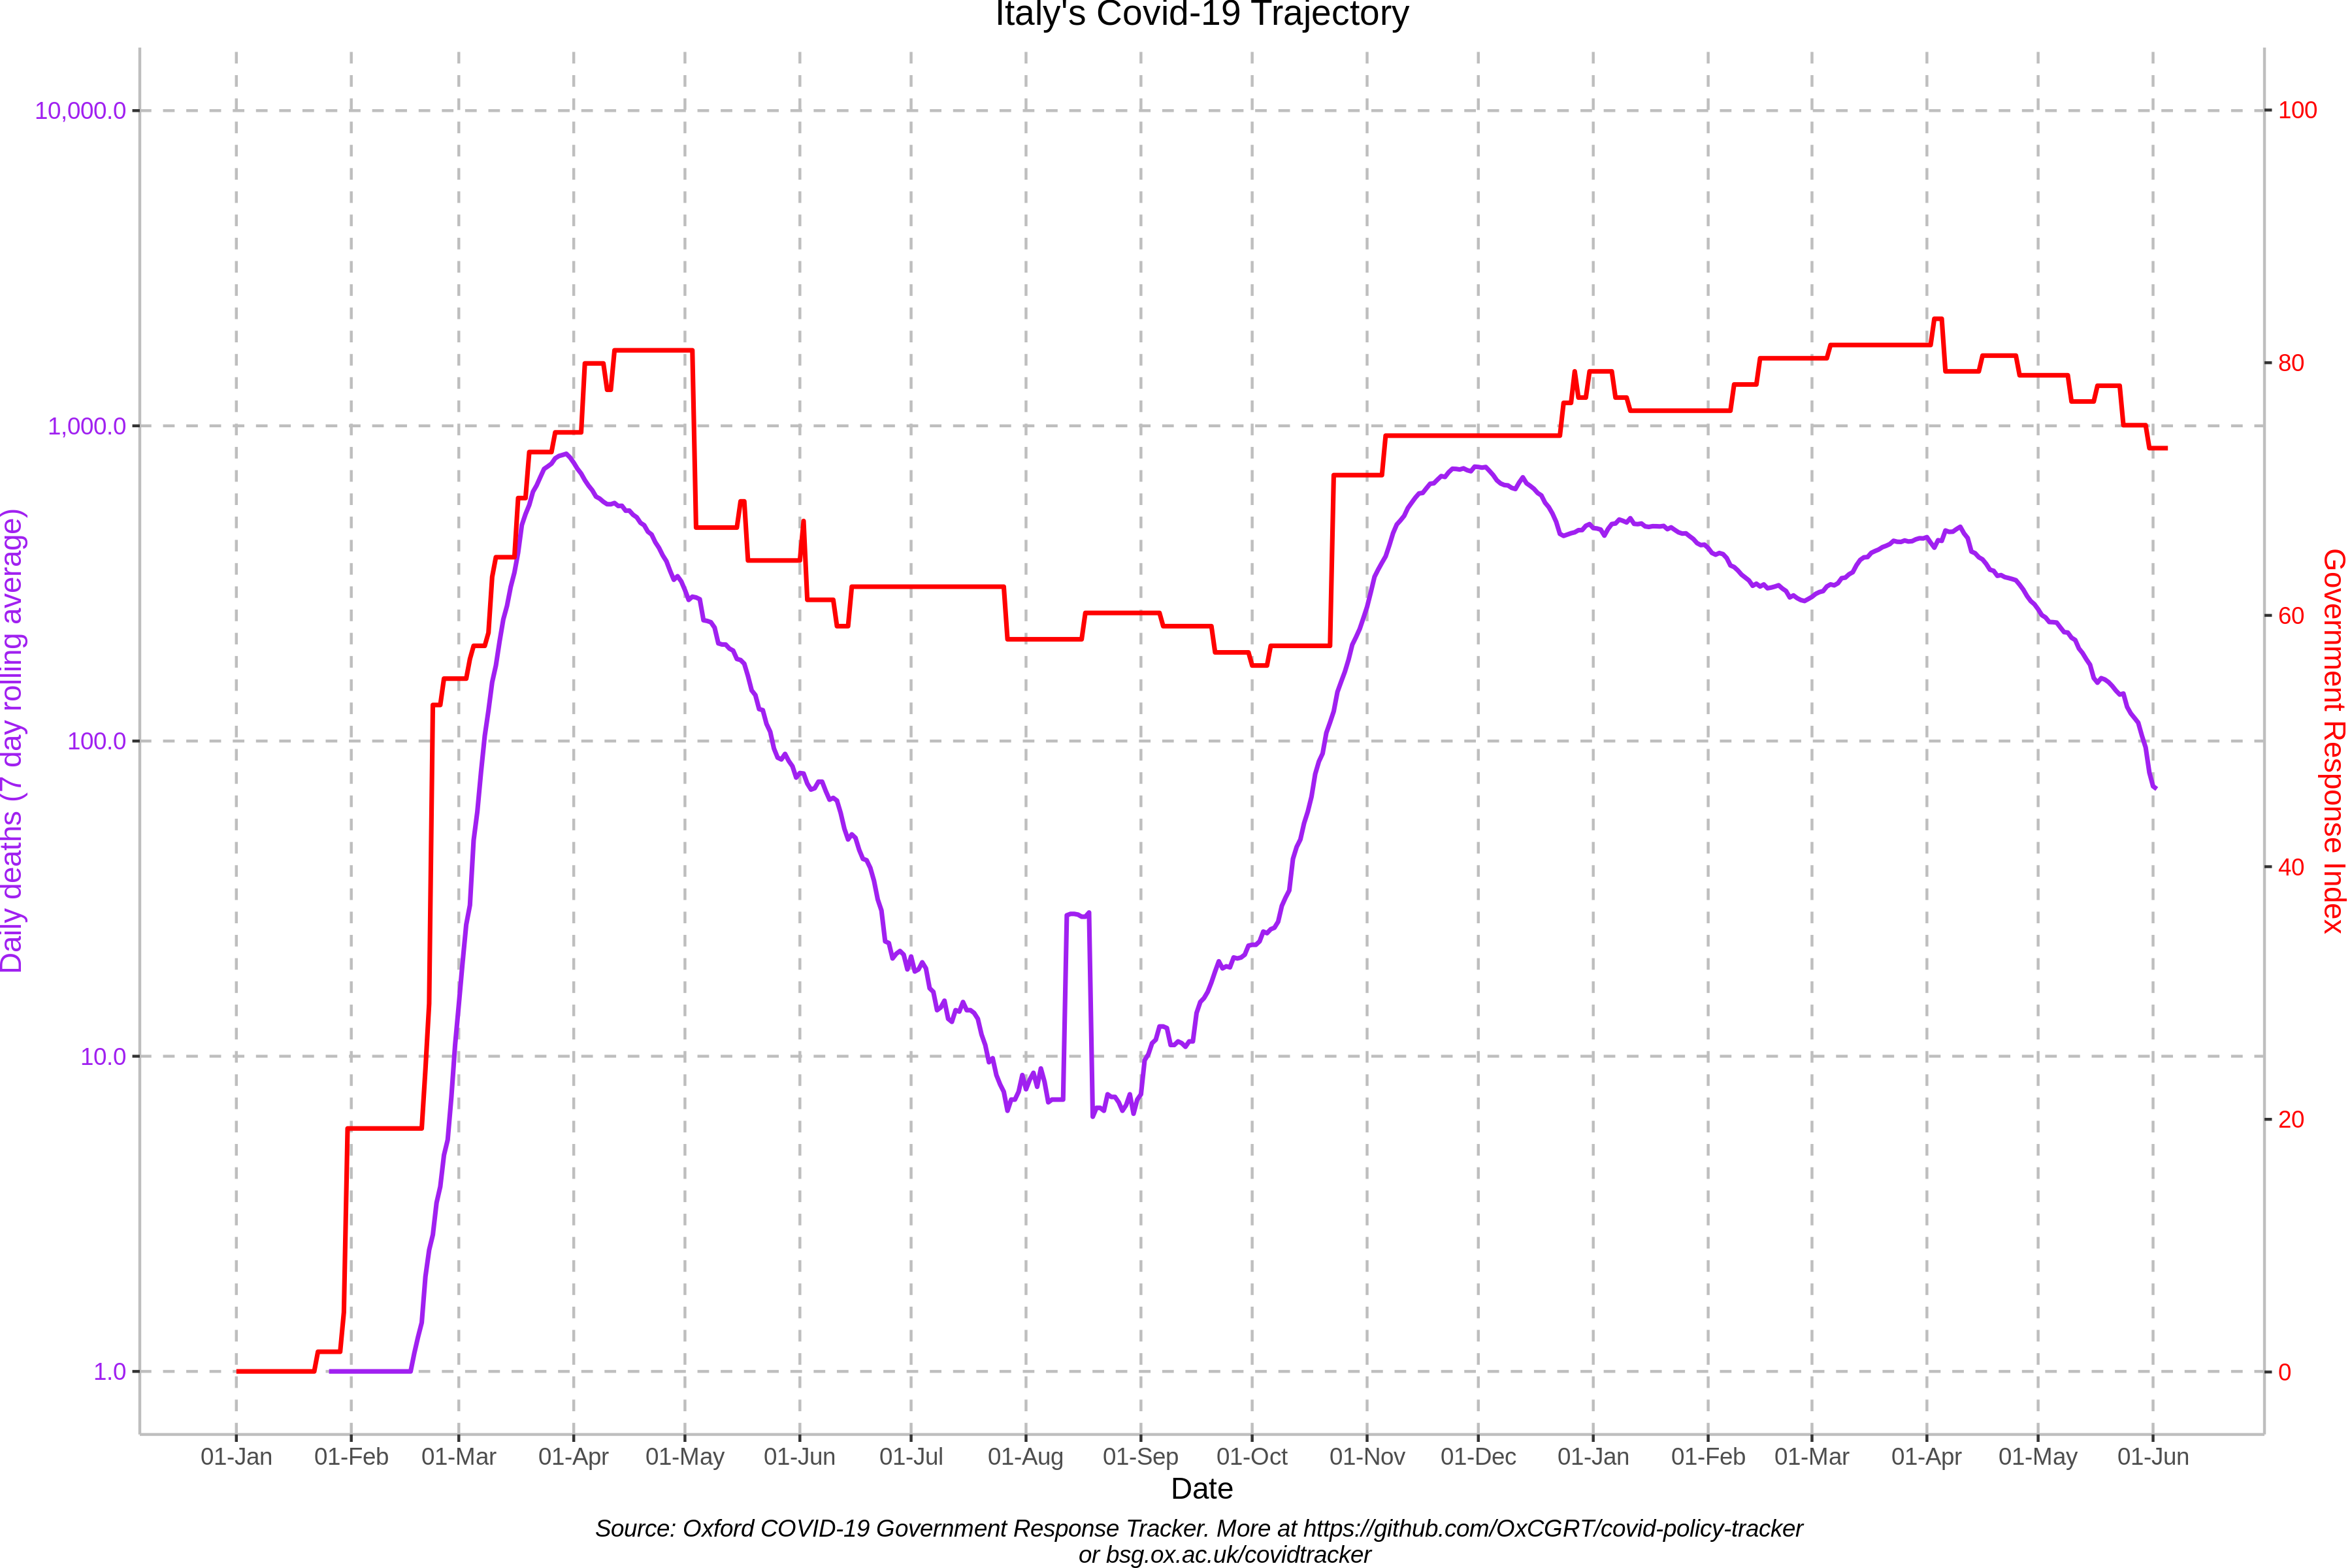 Italy's Covid-19 Trajectory
10,000.0
1,000.0
100.0
10.0
1.0
Daily deaths (7 day rolling average)
100
80
60
40
20
0
Government Response Index
01-Jan 01-Feb 01-Mar 01-Apr 01-May 01-Jun 01-Jul 01-Aug 01-Sep 01-Oct 01-Nov 01-Dec 01-Jan 01-Feb 01-Mar 01-Apr 01-May 01-Jun
Date
Source: Oxford COVID-19 Government Response Tracker. More at https://github.com/OxCGRT/covid-policy-tracker
or bsg.ox.ac.uk/covidtracker